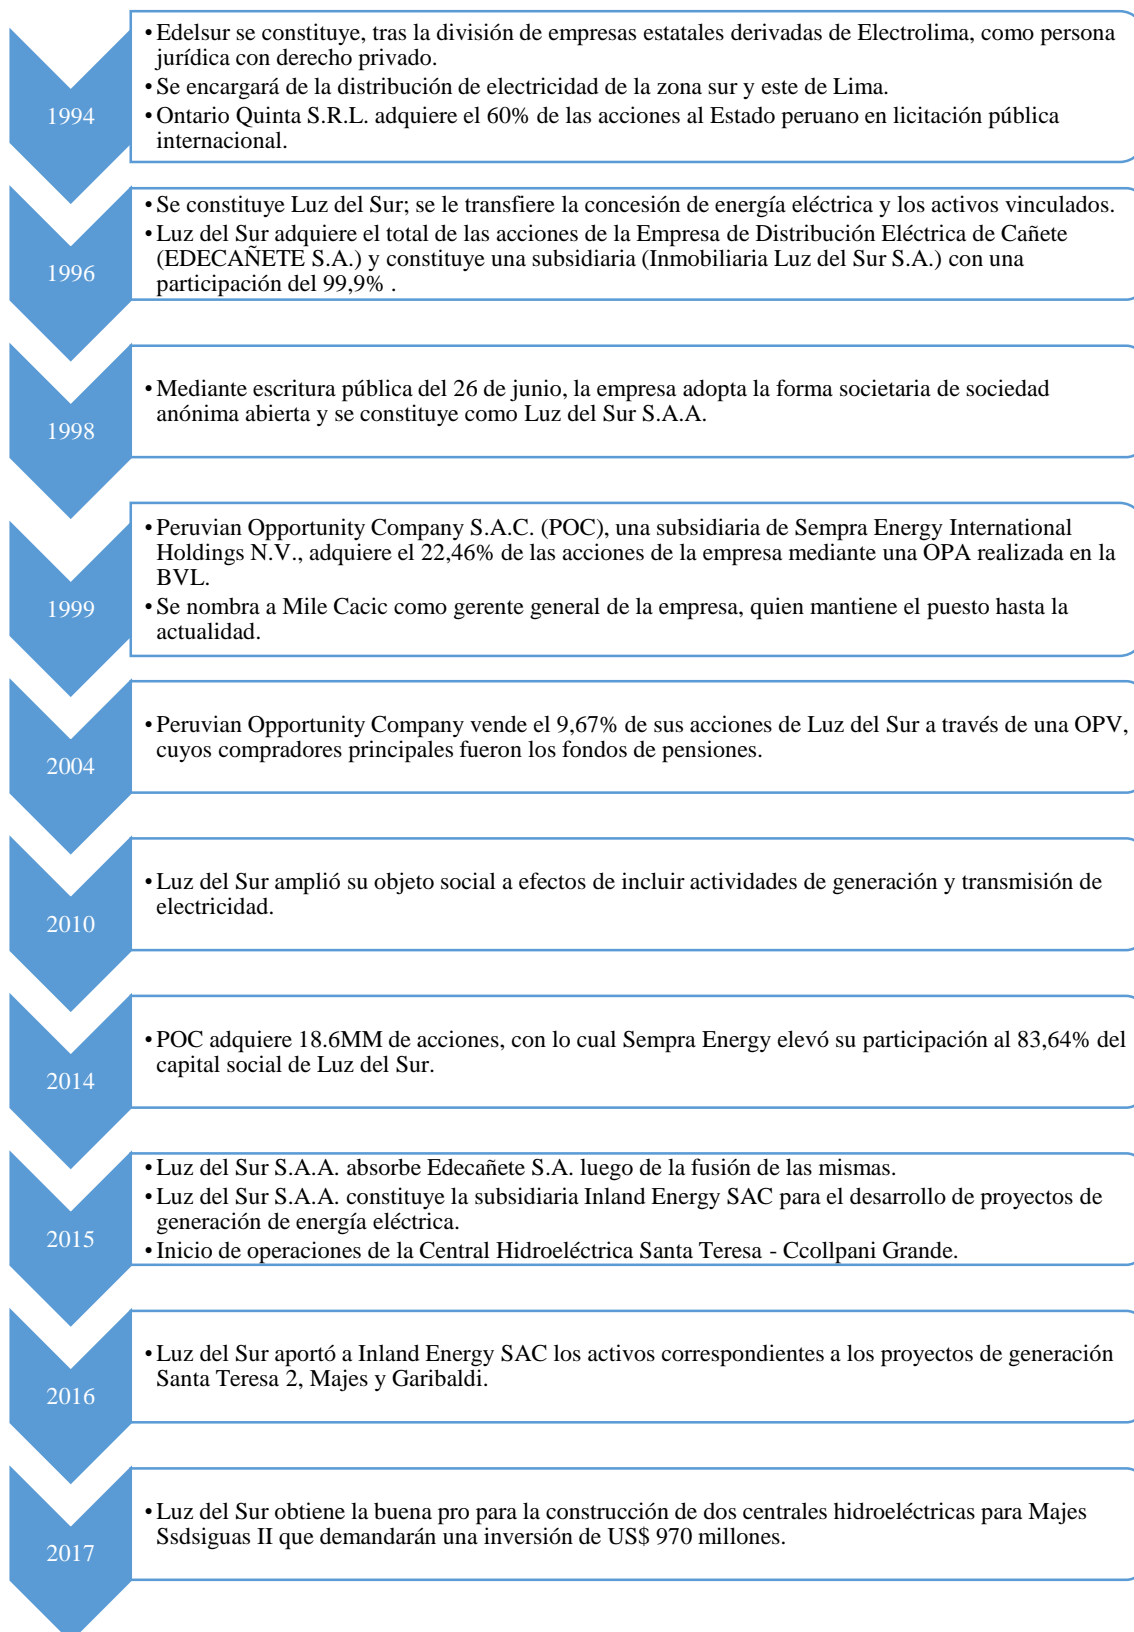 1994
• Edelsur se constituye, tras la división de empresas estatales derivadas de Electrolima, como persona
jurídica con derecho privado.
• Se encargará de la distribución de electricidad de la zona sur y este de Lima.
• Ontario Quinta S.R.L. adquiere el 60% de las acciones al Estado peruano en licitación pública
internacional.
1996
• Se constituye Luz del Sur; se le transfiere la concesión de energía eléctrica y los activos vinculados.
• Luz del Sur adquiere el total de las acciones de la Empresa de Distribución Eléctrica de Cañete
(EDECAÑETE S.A.) y constituye una subsidiaria (Inmobiliaria Luz del Sur S.A.) con una
participación del 99,9% .
1998
• Mediante escritura pública del 26 de junio, la empresa adopta la forma societaria de sociedad
anónima abierta y se constituye como Luz del Sur S.A.A.
1999
• Peruvian Opportunity Company S.A.C. (POC), una subsidiaria de Sempra Energy International
Holdings N.V., adquiere el 22,46% de las acciones de la empresa mediante una OPA realizada en la
BVL.
• Se nombra a Mile Cacic como gerente general de la empresa, quien mantiene el puesto hasta la
actualidad.
2004
• Peruvian Opportunity Company vende el 9,67% de sus acciones de Luz del Sur a través de una OPV,
cuyos compradores principales fueron los fondos de pensiones.
2010
• Luz del Sur amplió su objeto social a efectos de incluir actividades de generación y transmisión de
electricidad.
2014
• POC adquiere 18.6MM de acciones, con lo cual Sempra Energy elevó su participación al 83,64% del
capital social de Luz del Sur.
2015
• Luz del Sur S.A.A. absorbe Edecañete S.A. luego de la fusión de las mismas.
• Luz del Sur S.A.A. constituye la subsidiaria Inland Energy SAC para el desarrollo de proyectos de
generación de energía eléctrica.
• Inicio de operaciones de la Central Hidroeléctrica Santa Teresa - Ccollpani Grande.
2016
• Luz del Sur aportó a Inland Energy SAC los activos correspondientes a los proyectos de generación
Santa Teresa 2, Majes y Garibaldi.
2017
• Luz del Sur obtiene la buena pro para la construcción de dos centrales hidroeléctricas para Majes
Ssdsiguas II que demandarán una inversión de US$ 970 millones.